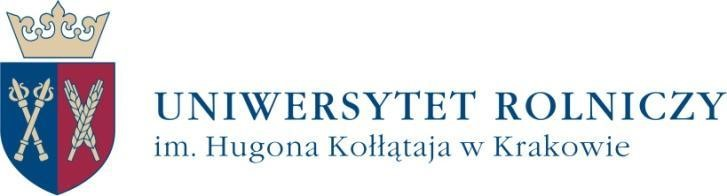 UNIWERSYTET ROLNICZY
im. Hugona Kołłątaja w Krakowie